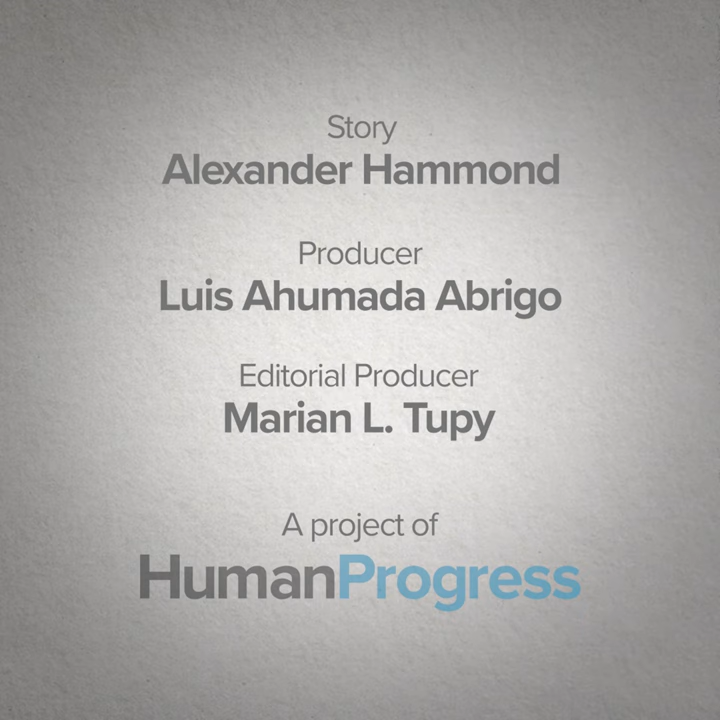 Story
Alexander Hammond
Producer
Luis Ahumada Abrigo
Editorial Producer
Marian L. Tupy
A project of
HumanProgress